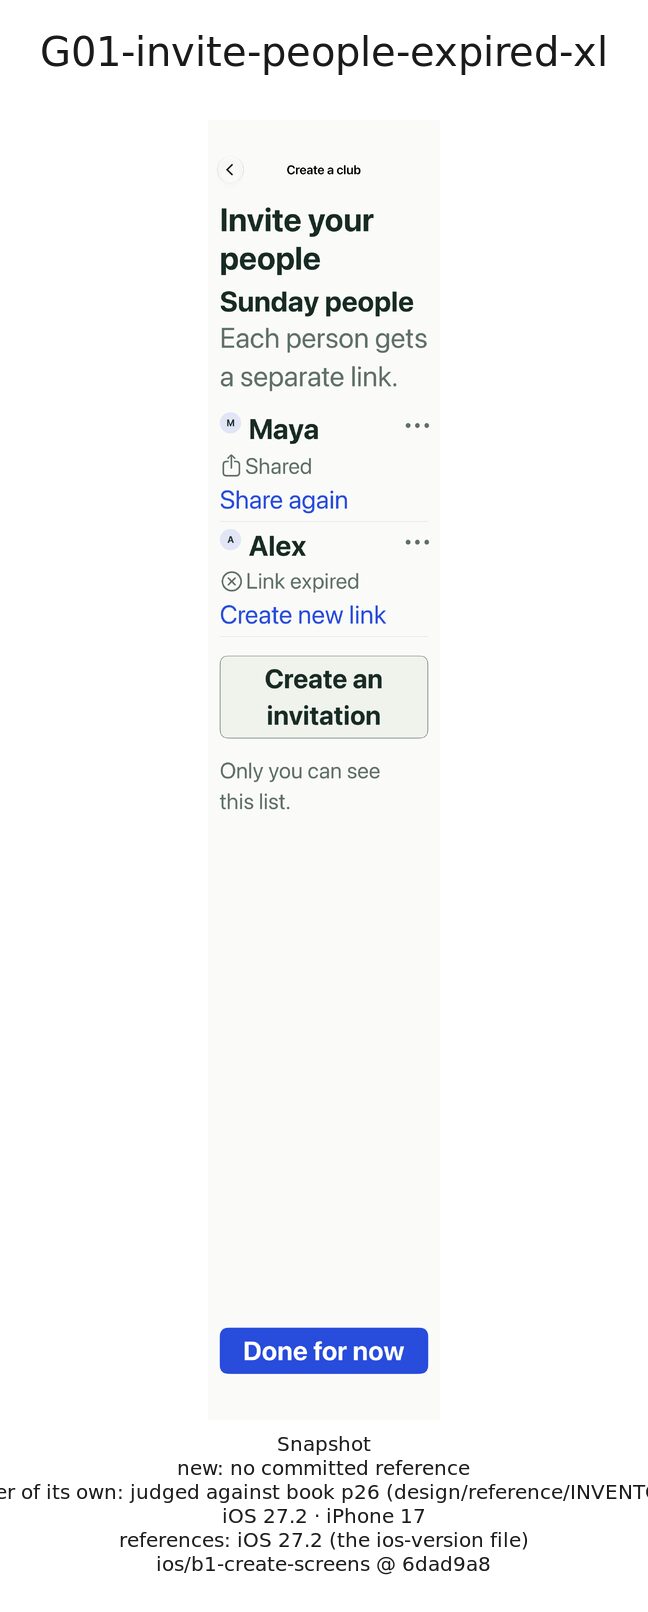 G01-invite-people-expired-xl
Create a club
Invite your
people
Sunday people
Each person gets
a separate link.
M Maya
Shared
Share again
A Alex
Link expired
Create new link
Create an
invitation
Only you can see
this list.
Done for now
Snapshot
new: no committed reference
of its own: judged against book p26
iOS 27.2 · iPhone 17
references: iOS 27.2 (the ios-version file)
ios/b1-create-screens @ 6dad9a8